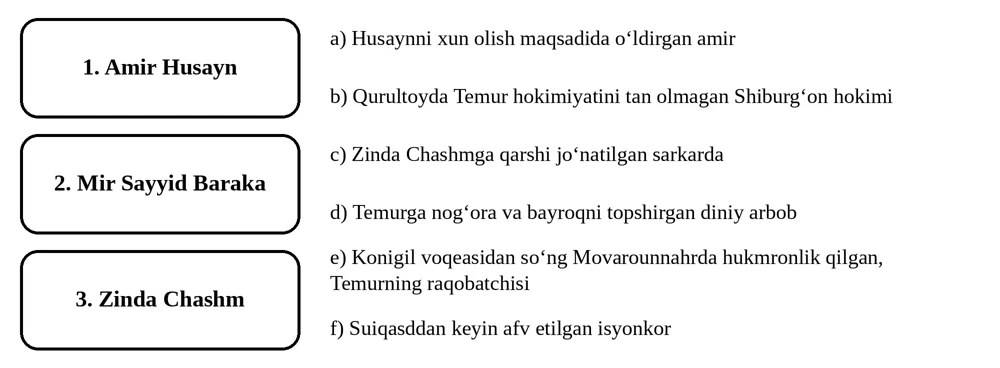 1. Amir Husayn
2. Mir Sayyid Baraka
3. Zinda Chashm
a) Husaynni xun olish maqsadida o‘ldirgan amir
b) Qurultoyda Temur hokimiyatini tan olmagan Shiburg‘on hokimi
c) Zinda Chashmga qarshi jo‘natilgan sarkarda
d) Temurga nog‘ora va bayroqni topshirgan diniy arbob
e) Konigil voqeasidan so‘ng Movarounnahrda hukmronlik qilgan,
Temurning raqobatchisi
f) Suiqasddan keyin afv etilgan isyonkor